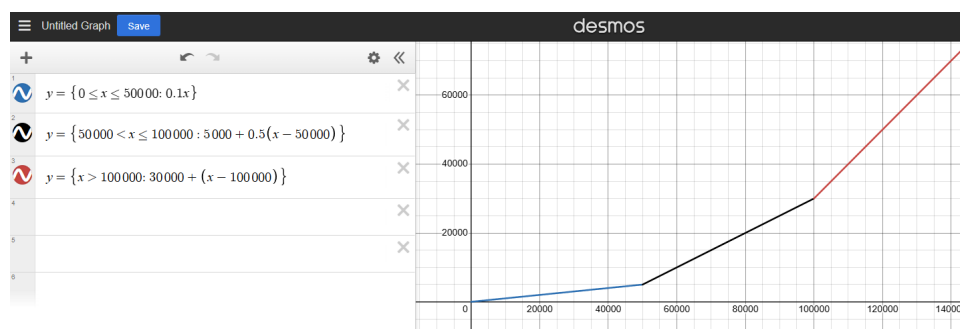 Untitled Graph Save desmos
1
y = { 0 ≤ x ≤ 50000: 0.1x }
2
y = { 50000 < x ≤ 100000 : 5000 + 0.5(x − 50000) }
3
y = { x > 100000: 30000 + (x − 100000) }
4
5
6
60000
40000
20000
0 20000 40000 60000 80000 100000 120000 14000